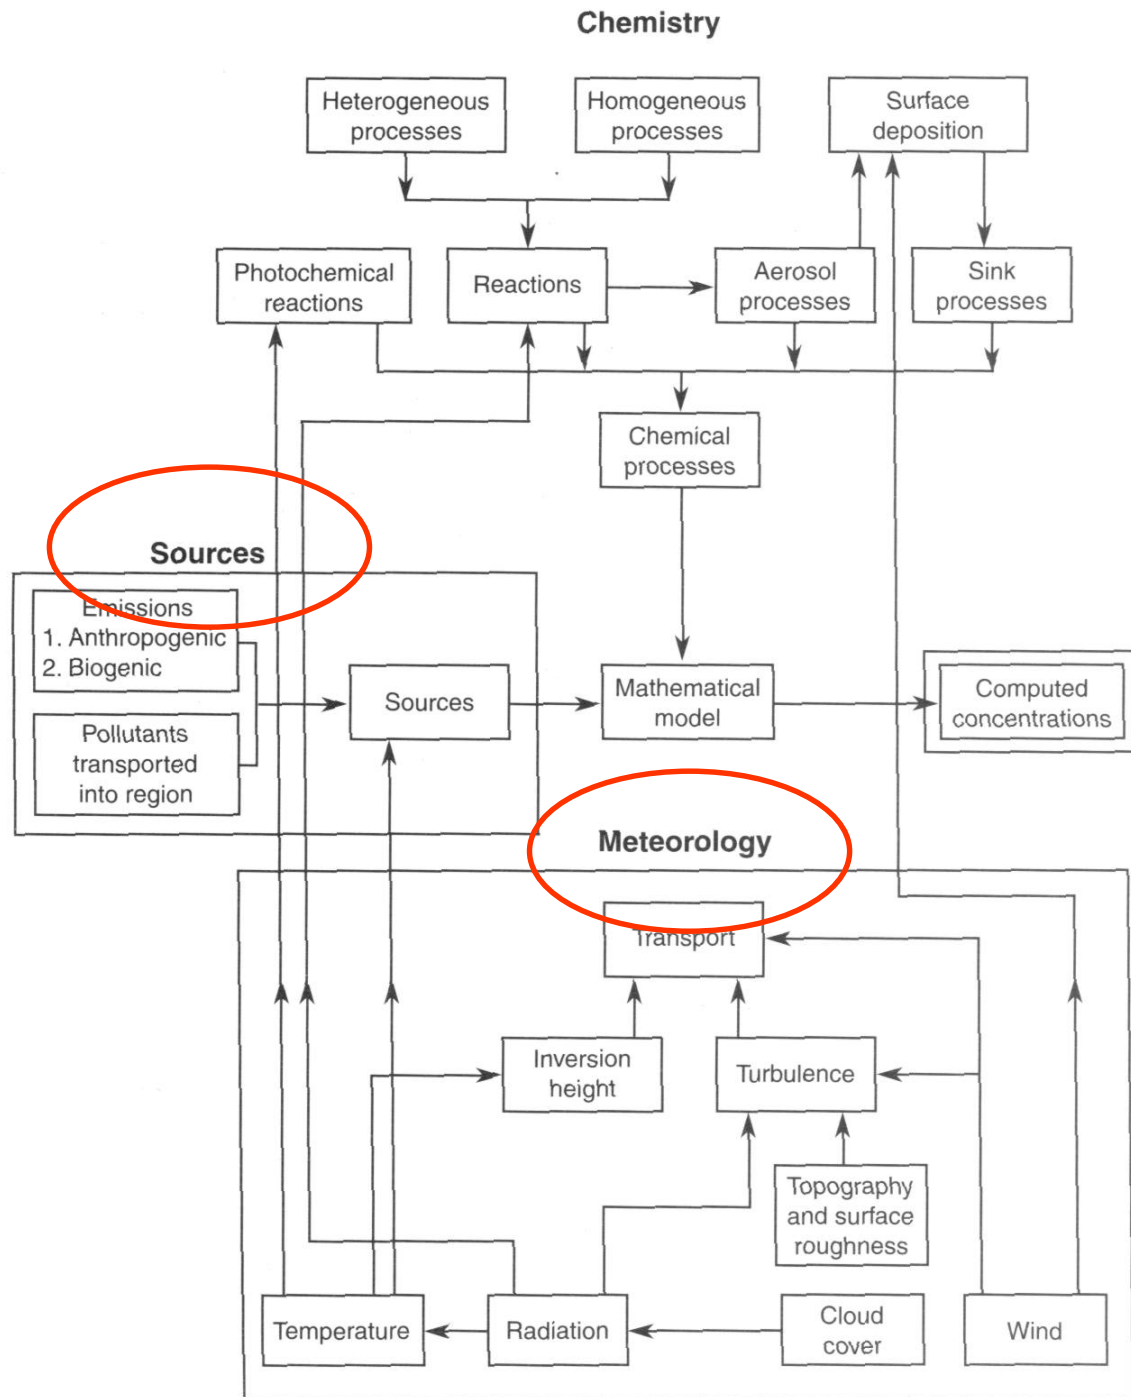 Chemistry
Heterogeneous
processes
Homogeneous
processes
Surface
deposition
Photochemical
reactions
Reactions
Aerosol
processes
Sink
processes
Chemical
processes
Sources
Emissions
1. Anthropogenic
2. Biogenic
Pollutants
transported
into region
Sources
Mathematical
model
Computed
concentrations
Meteorology
Transport
Inversion
height
Turbulence
Topography
and surface
roughness
Temperature
Radiation
Cloud
cover
Wind